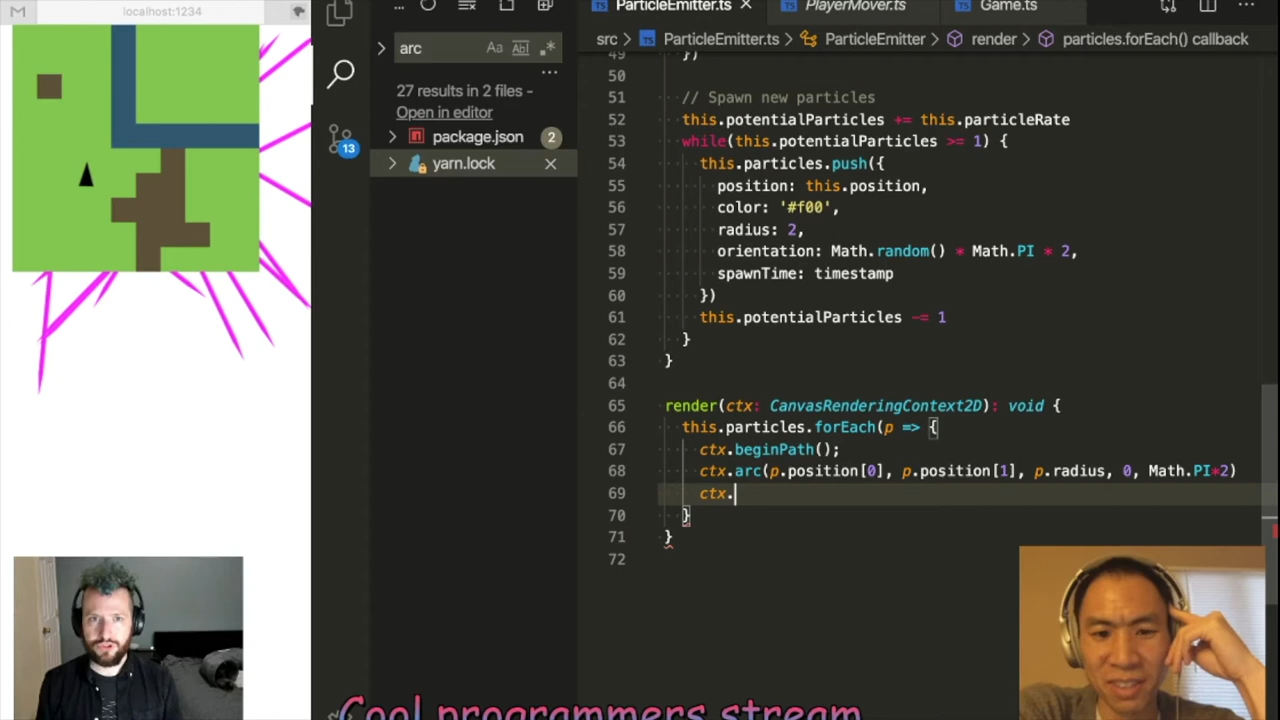 localhost:1234
ParticleEmitter.ts
PlayerMover.ts
Game.ts
src > ParticleEmitter.ts > ParticleEmitter > render > particles.forEach() callback
arc
Aa Abl .*
27 results in 2 files -
Open in editor
package.json 2
yarn.lock
13
49 })
50
51 // Spawn new particles
52 this.potentialParticles += this.particleRate
53 while(this.potentialParticles >= 1) {
54 this.particles.push({
55 position: this.position,
56 color: '#f00',
57 radius: 2,
58 orientation: Math.random() * Math.PI * 2,
59 spawnTime: timestamp
60 })
61 this.potentialParticles -= 1
62 }
63 }
64
65 render(ctx: CanvasRenderingContext2D): void {
66 this.particles.forEach(p => {
67 ctx.beginPath();
68 ctx.arc(p.position[0], p.position[1], p.radius, 0, Math.PI*2)
69 ctx.
70 }
71 }
72
Cool programmers stream